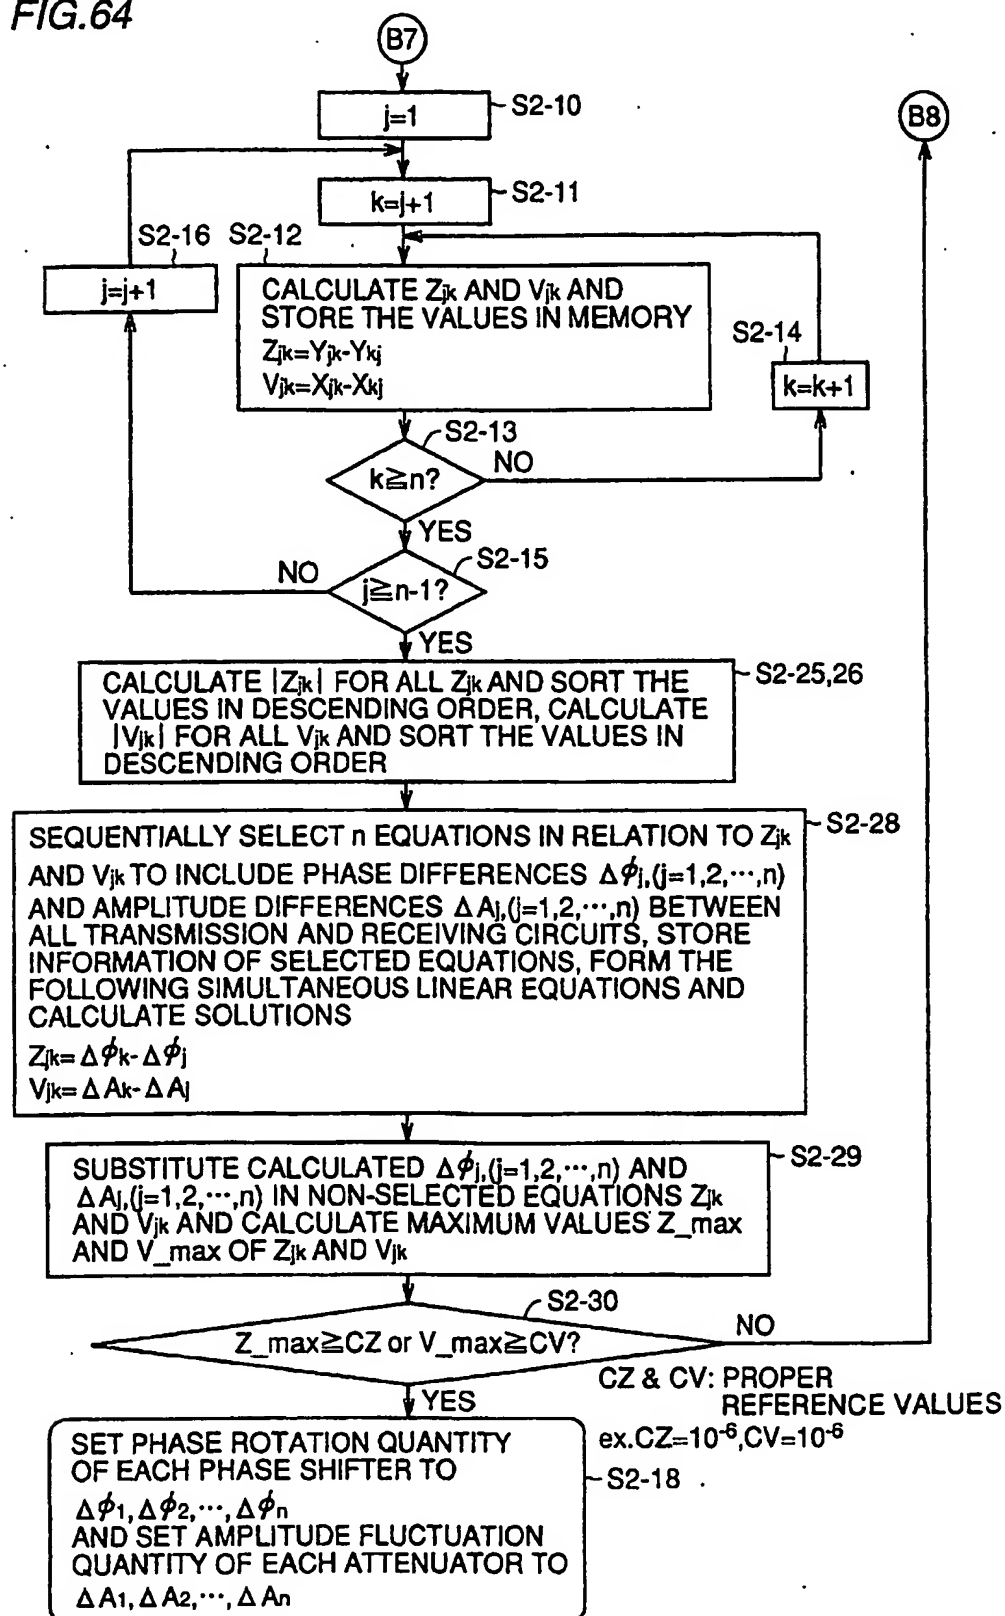 FIG.64
B7
j=1
S2-10
B8
k=j+1
S2-11
S2-16
S2-12
j=j+1
CALCULATE Zjk AND Vjk AND
STORE THE VALUES IN MEMORY
Zjk=Yjk-Ykj
Vjk=Xjk-Xkj
S2-14
k=k+1
S2-13
k≧n?
NO
YES
S2-15
NO
j≧n-1?
YES
CALCULATE |Zjk| FOR ALL Zjk AND SORT THE
VALUES IN DESCENDING ORDER, CALCULATE
|Vjk| FOR ALL Vjk AND SORT THE VALUES IN
DESCENDING ORDER
S2-25,26
SEQUENTIALLY SELECT n EQUATIONS IN RELATION TO Zjk
AND Vjk TO INCLUDE PHASE DIFFERENCES Δϕj,(j=1,2,⋯,n)
AND AMPLITUDE DIFFERENCES ΔAj,(j=1,2,⋯,n) BETWEEN
ALL TRANSMISSION AND RECEIVING CIRCUITS, STORE
INFORMATION OF SELECTED EQUATIONS, FORM THE
FOLLOWING SIMULTANEOUS LINEAR EQUATIONS AND
CALCULATE SOLUTIONS
Zjk=Δϕk-Δϕj
Vjk=ΔAk-ΔAj
S2-28
SUBSTITUTE CALCULATED Δϕj,(j=1,2,⋯,n) AND
ΔAj,(j=1,2,⋯,n) IN NON-SELECTED EQUATIONS Zjk
AND Vjk AND CALCULATE MAXIMUM VALUES Z_max
AND V_max OF Zjk AND Vjk
S2-29
S2-30
Z_max≧CZ or V_max≧CV?
NO
YES
CZ & CV: PROPER
REFERENCE VALUES
ex.CZ=10-6,CV=10-6
SET PHASE ROTATION QUANTITY
OF EACH PHASE SHIFTER TO
Δϕ1,Δϕ2,⋯,Δϕn
AND SET AMPLITUDE FLUCTUATION
QUANTITY OF EACH ATTENUATOR TO
ΔA1,ΔA2,⋯,ΔAn
S2-18